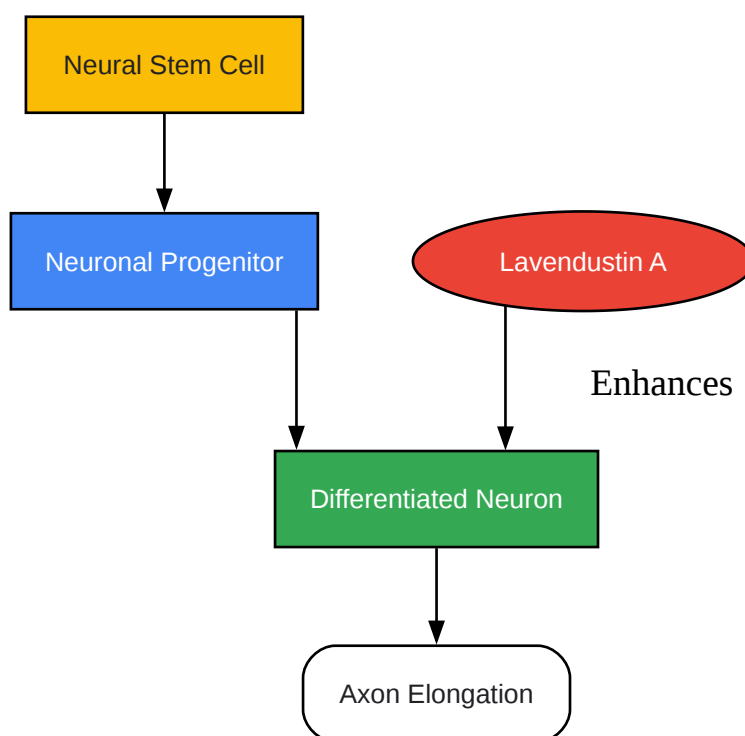 Neural Stem Cell
Neuronal Progenitor
Lavendustin A
Enhances
Differentiated Neuron
Axon Elongation